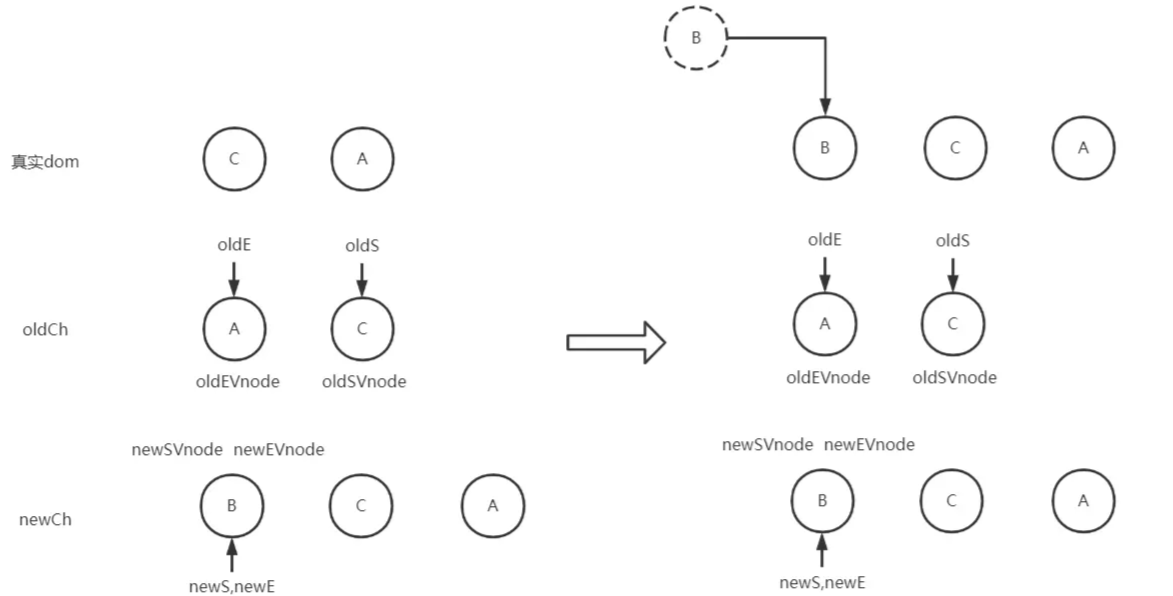 B
真实dom
C A
B C A
oldE oldS
oldE oldS
oldCh
A C
A C
oldEVnode oldSVnode
oldEVnode oldSVnode
newSVnode newEVnode
newSVnode newEVnode
newCh
B C A
B C A
newS,newE
newS,newE